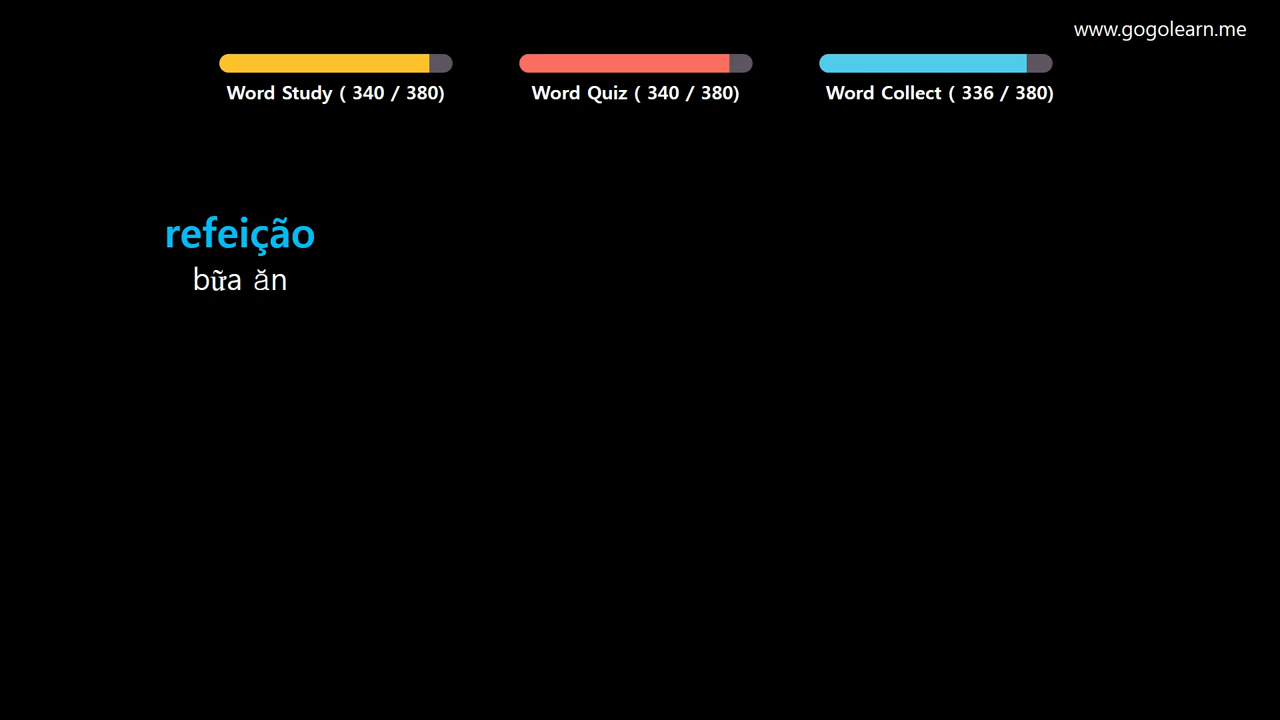 www.gogolearn.me
Word Study ( 340 / 380)
Word Quiz ( 340 / 380)
Word Collect ( 336 / 380)
refeição
bữa ăn